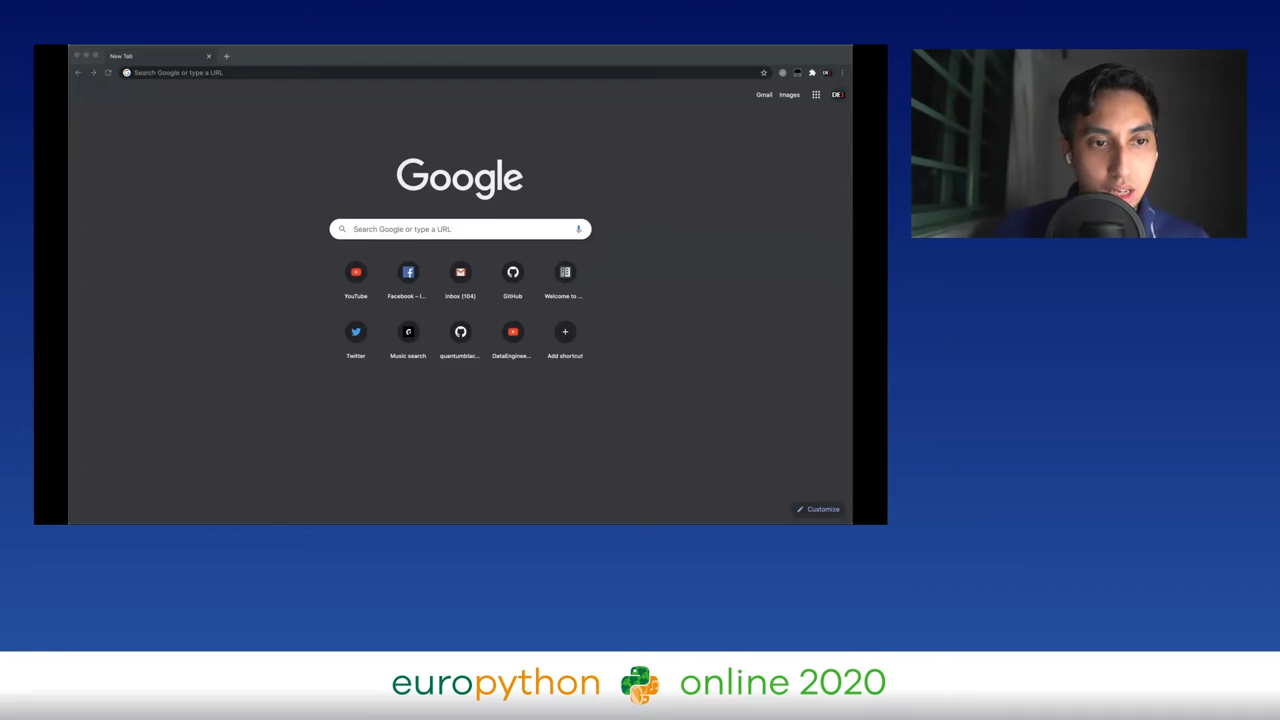 New Tab
Search Google or type a URL
Gmail Images
DE
Google
Search Google or type a URL
YouTube Facebook – l... Inbox (104) GitHub Welcome to ...
Twitter Music search quantumblac... DataEnginee... Add shortcut
Customize
europython online 2020